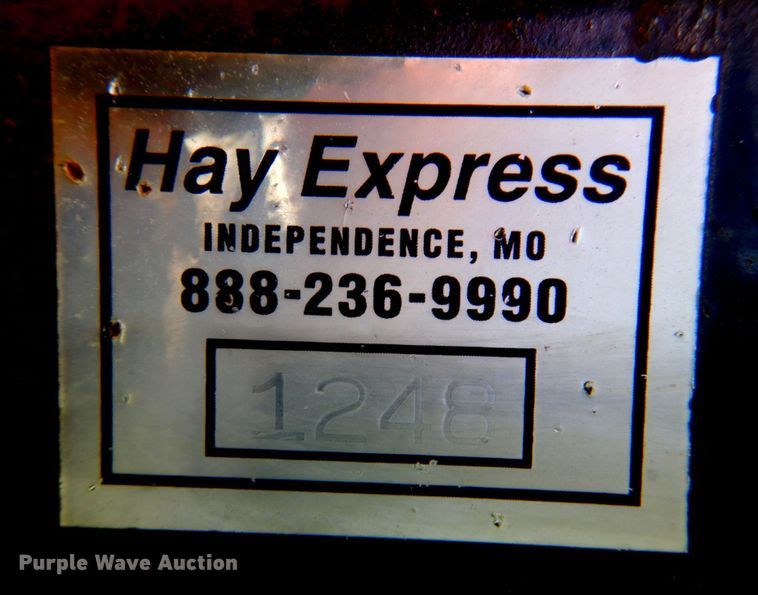 Hay Express
INDEPENDENCE, MO
888-236-9990
1248
Purple Wave Auction